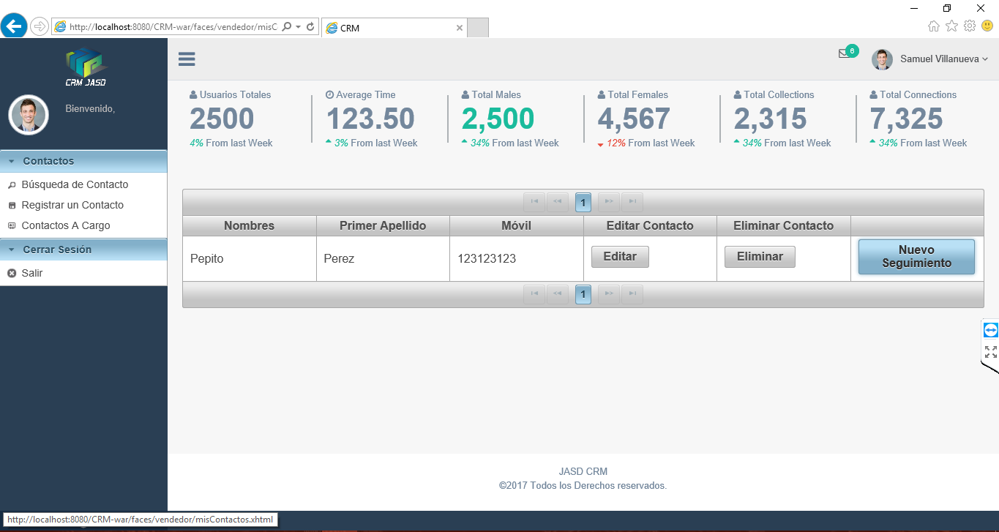 http://localhost:8080/CRM-war/faces/vendedor/misC
CRM
CRM JASD
Bienvenido,
6
Samuel Villanueva
Usuarios Totales
2500
4% From last Week
Average Time
123.50
3% From last Week
Total Males
2,500
34% From last Week
Total Females
4,567
12% From last Week
Total Collections
2,315
34% From last Week
Total Connections
7,325
34% From last Week
Contactos
Búsqueda de Contacto
Registrar un Contacto
Contactos A Cargo
Cerrar Sesión
Salir
1
Nombres Primer Apellido Móvil Editar Contacto Eliminar Contacto
Pepito Perez 123123123 Editar Eliminar Nuevo
Seguimiento
1
JASD CRM
©2017 Todos los Derechos reservados.
http://localhost:8080/CRM-war/faces/vendedor/misContactos.xhtml